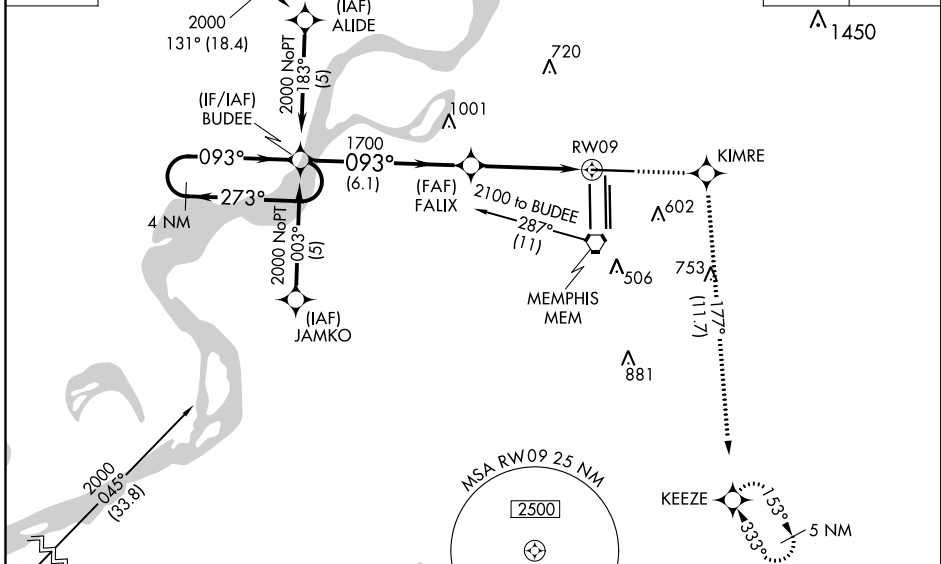 (IAF)
ALIDE
2000
131° (18.4)
1450
720
2000 NoPT
183°
(5)
(IF/IAF)
BUDEE
1001
093°
1700
093°
(6.1)
RW09
KIMRE
273°
(FAF)
FALIX
2100 to BUDEE
287°
(11)
4 NM
2000 NoPT
003°
(5)
602
506
753
MEMPHIS
MEM
177°
(11.7)
(IAF)
JAMKO
881
2000
045°
(33.8)
MSA RW09 25 NM
2500
KEEZE
153°
333°
5 NM